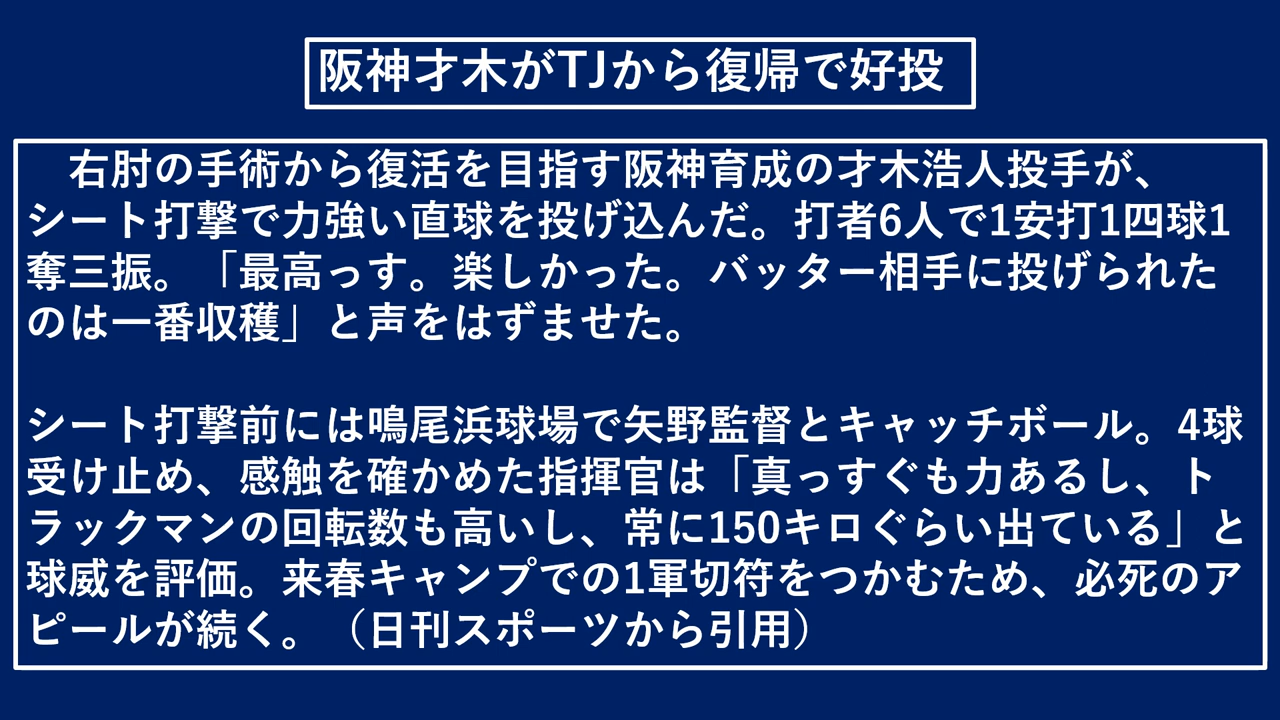 阪神才木がTJから復帰で好投
右肘の手術から復活を目指す阪神育成の才木浩人投手が、
シート打撃で力強い直球を投げ込んだ。打者6人で1安打1四球1
奪三振。「最高っす。楽しかった。バッター相手に投げられた
のは一番収穫」と声をはずませた。
シート打撃前には鳴尾浜球場で矢野監督とキャッチボール。4球
受け止め、感触を確かめた指揮官は「真っすぐも力あるし、ト
ラックマンの回転数も高いし、常に150キロぐらい出ている」と
球威を評価。来春キャンプでの1軍切符をつかむため、必死のア
ピールが続く。（日刊スポーツから引用）